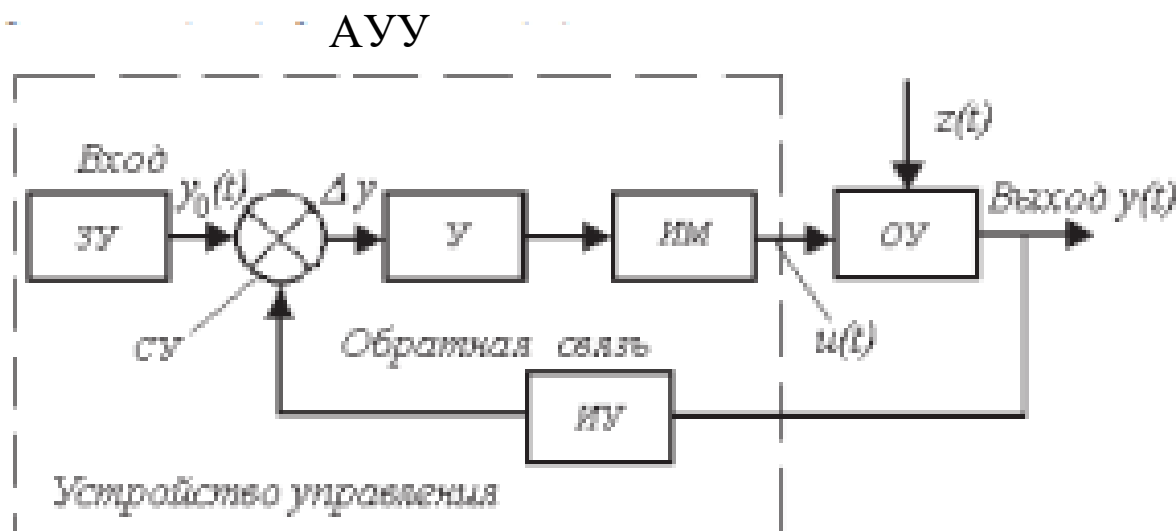 АУУ
z(t)
Вход
y₀(t)
Δy
Выход y(t)
ЗУ
У
ИМ
ОУ
СУ
Обратная связь
u(t)
ИУ
Устройство управления